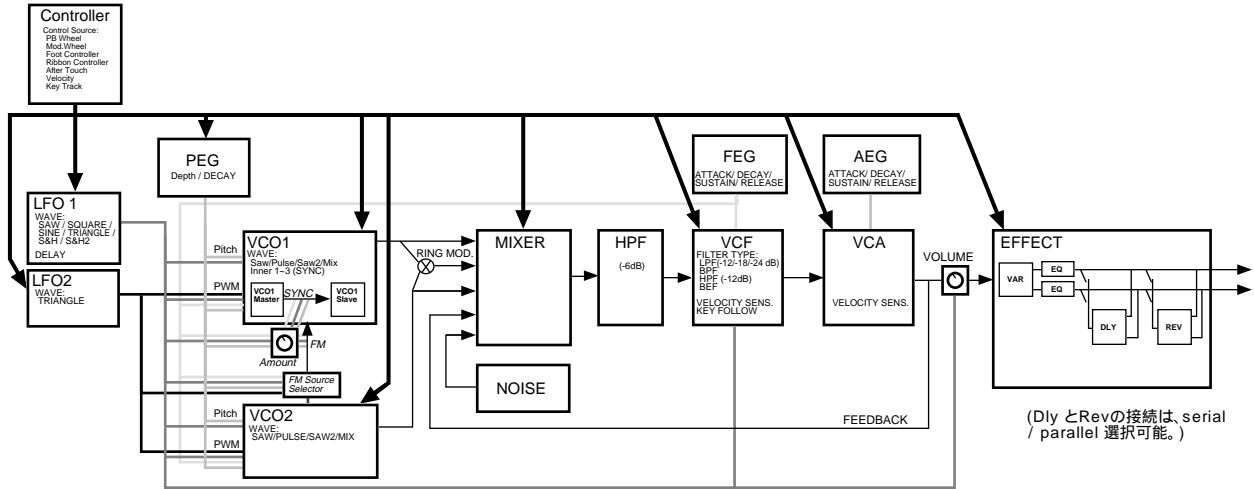 Controller
Control Source:
PB Wheel
Mod.Wheel
Foot Controller
Ribbon Controller
After Touch
Velocity
Key Track
PEG
Depth / DECAY
FEG
ATTACK/ DECAY/
SUSTAIN/ RELEASE
AEG
ATTACK/ DECAY/
SUSTAIN/ RELEASE
LFO 1
WAVE:
SAW / SQUARE /
SINE / TRIANGLE /
S&H / S&H2
DELAY
LFO2
WAVE:
TRIANGLE
Pitch
PWM
VCO1
WAVE:
Saw/Pulse/Saw2/Mix
Inner 1~3 (SYNC)
VCO1
Master
SYNC
VCO1
Slave
RING MOD.
Amount
FM
FM Source
Selector
Pitch
PWM
VCO2
WAVE:
SAW/PULSE/SAW2/MIX
MIXER
NOISE
HPF
(-6dB)
VCF
FILTER TYPE:
LPF(-12/-18/-24 dB)
BPF
HPF (-12dB)
BEF
VELOCITY SENS.
KEY FOLLOW
VCA
VELOCITY SENS.
VOLUME
FEEDBACK
EFFECT
VAR
EQ
EQ
DLY
REV
(Dly とRevの接続は、serial
/ parallel 選択可能。)